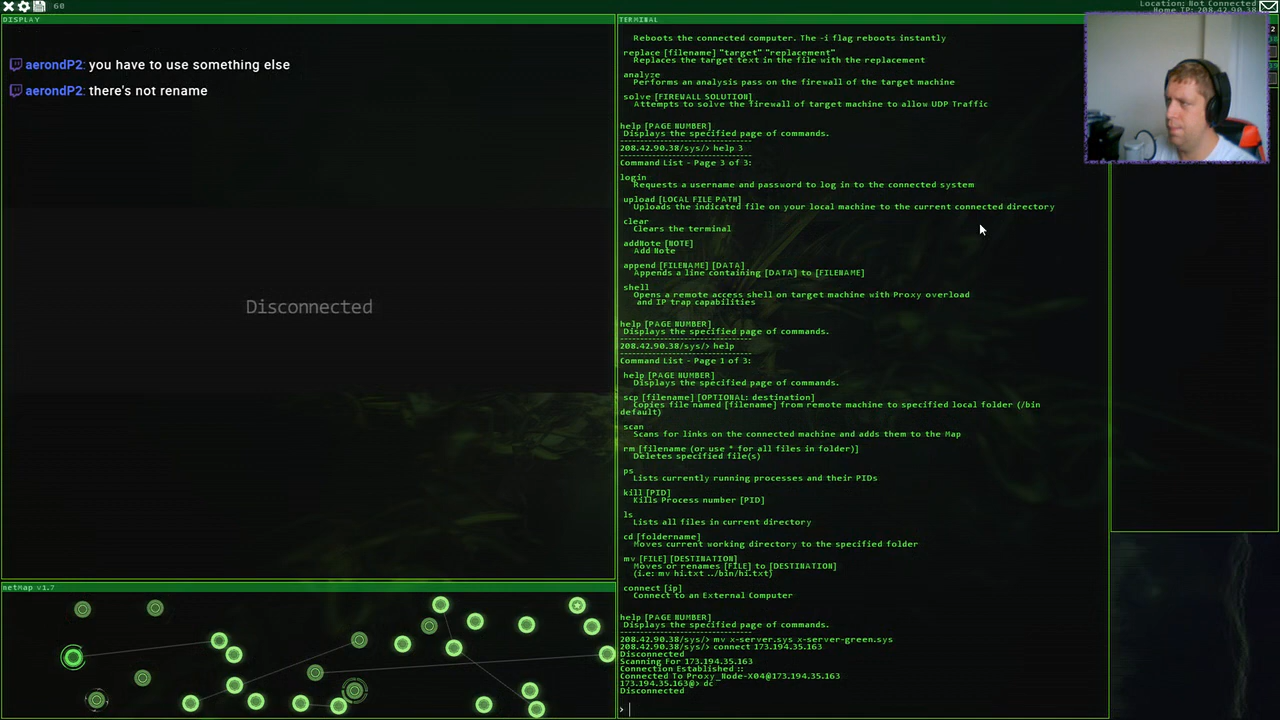 60
Location: Not Connected
Home IP: 208.42.90.38
DISPLAY
TERMINAL
aerondP2: you have to use something else
aerondP2: there's not rename
Disconnected
netMap v1.7
Reboots the connected computer. The -i flag reboots instantly
replace [filename] "target" "replacement"
Replaces the target text in the file with the replacement
analyze
Performs an analysis pass on the firewall of the target machine
solve [FIREWALL SOLUTION]
Attempts to solve the firewall of target machine to allow UDP Traffic
help [PAGE NUMBER]
Displays the specified page of commands.
---------------------------------
208.42.90.38/sys/> help 3
---------------------------------
Command List - Page 3 of 3:
login
Requests a username and password to log in to the connected system
upload [LOCAL FILE PATH]
Uploads the indicated file on your local machine to the current connected directory
clear
Clears the terminal
addNote [NOTE]
Add Note
append [FILENAME] [DATA]
Appends a line containing [DATA] to [FILENAME]
shell
Opens a remote access shell on target machine with Proxy overload
and IP trap capabilities
help [PAGE NUMBER]
Displays the specified page of commands.
---------------------------------
208.42.90.38/sys/> help
---------------------------------
Command List - Page 1 of 3:
help [PAGE NUMBER]
Displays the specified page of commands.
scp [filename] [OPTIONAL: destination]
Copies file named [filename] from remote machine to specified local folder (/bin
default)
scan
Scans for links on the connected machine and adds them to the Map
rm [filename (or use * for all files in folder)]
Deletes specified file(s)
ps
Lists currently running processes and their PIDs
kill [PID]
Kills Process number [PID]
ls
Lists all files in current directory
cd [foldername]
Moves current working directory to the specified folder
mv [FILE] [DESTINATION]
Moves or renames [FILE] to [DESTINATION]
(i.e: mv hi.txt ../bin/hi.txt)
connect [ip]
Connect to an External Computer
help [PAGE NUMBER]
Displays the specified page of commands.
---------------------------------
208.42.90.38/sys/> mv x-server.sys x-server-green.sys
208.42.90.38/sys/> connect 173.194.35.163
Disconnected
Scanning For 173.194.35.163
Connection Established ::
Connected To Proxy_Node-X04@173.194.35.163
173.194.35.163@> dc
Disconnected
>